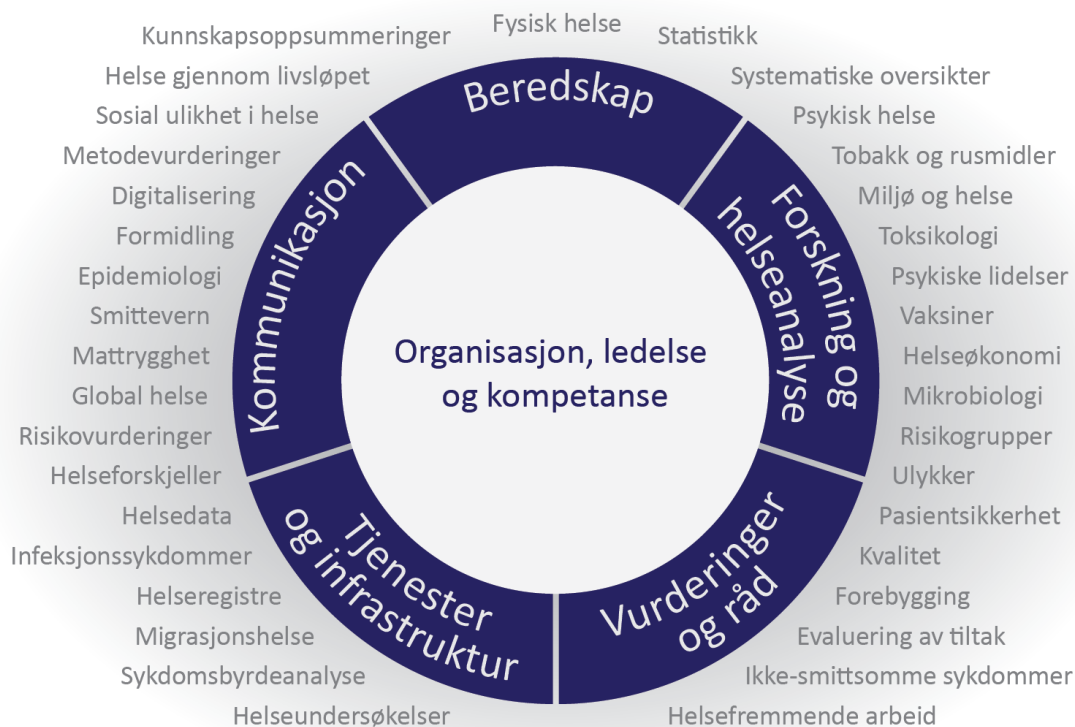 Fysisk helse
Kunnskapsoppsummeringer
Statistikk
Helse gjennom livsløpet
Systematiske oversikter
Sosial ulikhet i helse
Psykisk helse
Metodevurderinger
Tobakk og rusmidler
Digitalisering
Miljø og helse
Formidling
Toksikologi
Epidemiologi
Psykiske lidelser
Smittevern
Vaksiner
Mattrygghet
Helseøkonomi
Global helse
Mikrobiologi
Risikovurderinger
Risikogrupper
Helseforskjeller
Ulykker
Helsedata
Pasientsikkerhet
Infeksjonssykdommer
Kvalitet
Helseregistre
Forebygging
Migrasjonshelse
Evaluering av tiltak
Sykdomsbyrdeanalyse
Ikke-smittsomme sykdommer
Helseundersøkelser
Helsefremmende arbeid
Beredskap
Forskning og
helseanalyse
Vurderinger
og råd
Tjenester
og infrastruktur
Kommunikasjon
Organisasjon, ledelse
og kompetanse